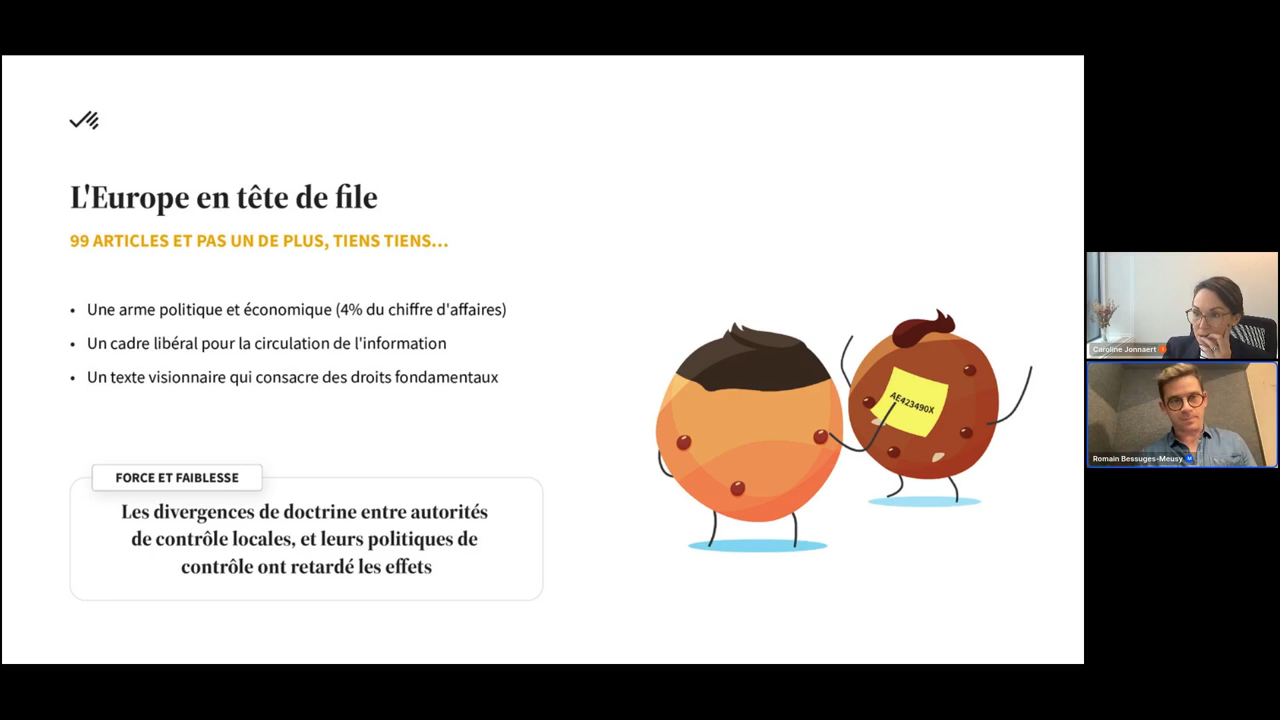 L'Europe en tête de file
99 ARTICLES ET PAS UN DE PLUS, TIENS TIENS...
• Une arme politique et économique (4% du chiffre d'affaires)
• Un cadre libéral pour la circulation de l'information
• Un texte visionnaire qui consacre des droits fondamentaux
FORCE ET FAIBLESSE
Les divergences de doctrine entre autorités
de contrôle locales, et leurs politiques de
contrôle ont retardé les effets
AE423490X
Caroline Jonnaert
Romain Bessuges-Meusy